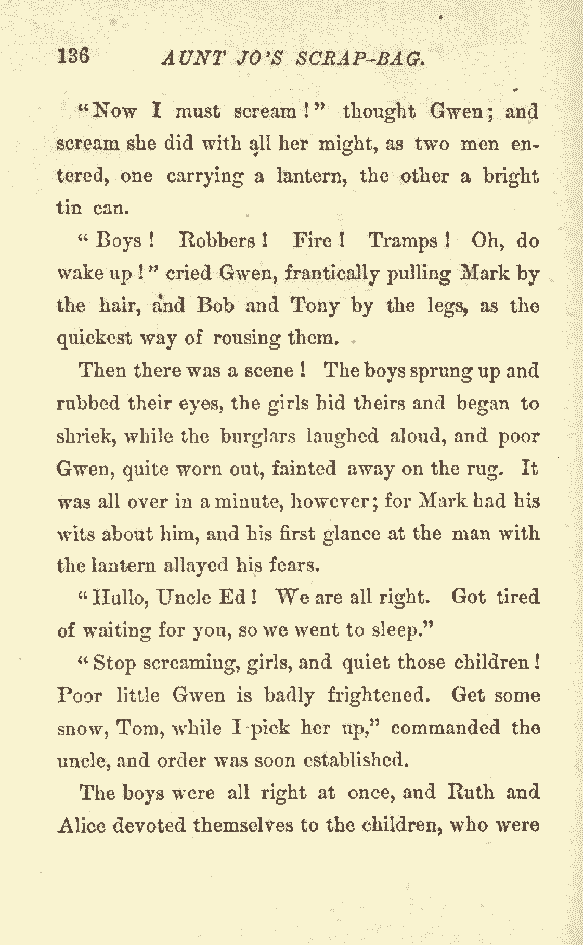 136 AUNT JO'S SCRAP-BAG.
"Now I must scream!" thought Gwen; and
scream she did with all her might, as two men en-
tered, one carrying a lantern, the other a bright
tin can.
"Boys! Robbers! Fire! Tramps! Oh, do
wake up!" cried Gwen, frantically pulling Mark by
the hair, and Bob and Tony by the legs, as the
quickest way of rousing them.
Then there was a scene! The boys sprung up and
rubbed their eyes, the girls hid theirs and began to
shriek, while the burglars laughed aloud, and poor
Gwen, quite worn out, fainted away on the rug. It
was all over in a minute, however; for Mark had his
wits about him, and his first glance at the man with
the lantern allayed his fears.
"Hullo, Uncle Ed! We are all right. Got tired
of waiting for you, so we went to sleep."
"Stop screaming, girls, and quiet those children!
Poor little Gwen is badly frightened. Get some
snow, Tom, while I pick her up," commanded the
uncle, and order was soon established.
The boys were all right at once, and Ruth and
Alice devoted themselves to the children, who were